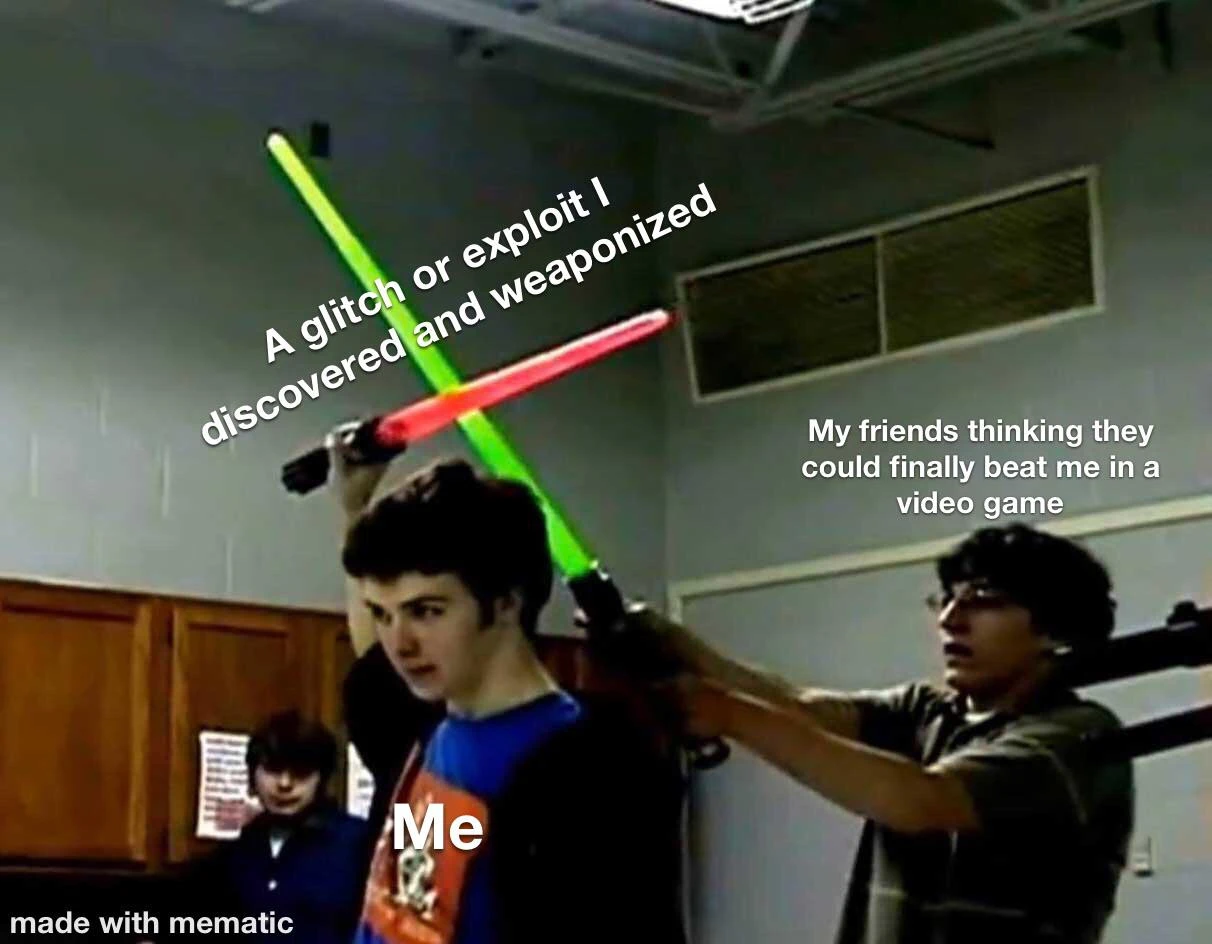 A glitch or exploit I
discovered and weaponized
My friends thinking they
could finally beat me in a
video game
Me
made with mematic